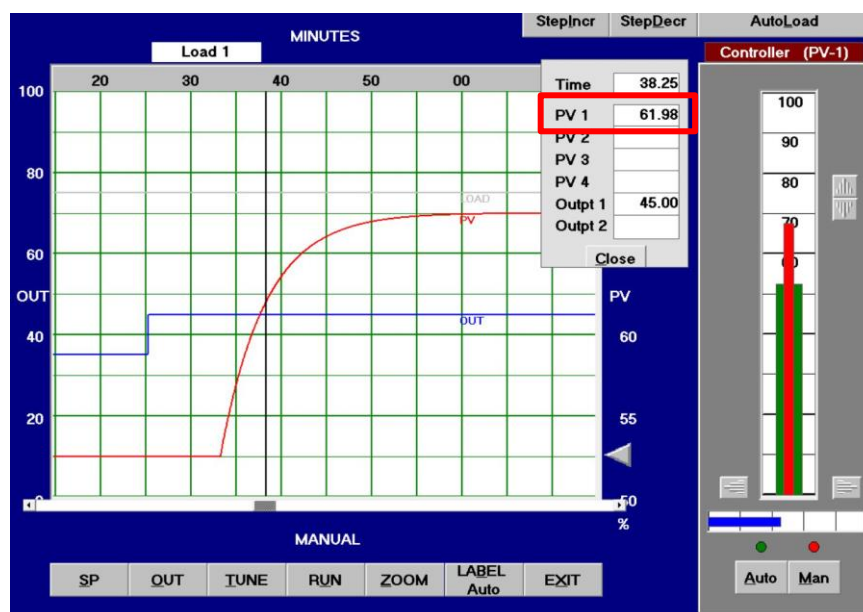 StepIncr StepDecr AutoLoad
MINUTES
Load 1
Controller (PV-1)
20 30 40 50 00
Time 38.25
PV 1 61.98
PV 2
PV 3
PV 4
Outpt 1 45.00
Outpt 2
Close
100
80
60
OUT
40
20
0
LOAD
PV
OUT
PV
60
55
50
%
100
90
80
70
60
MANUAL
SP OUT TUNE RUN ZOOM LABEL Auto EXIT
Auto Man